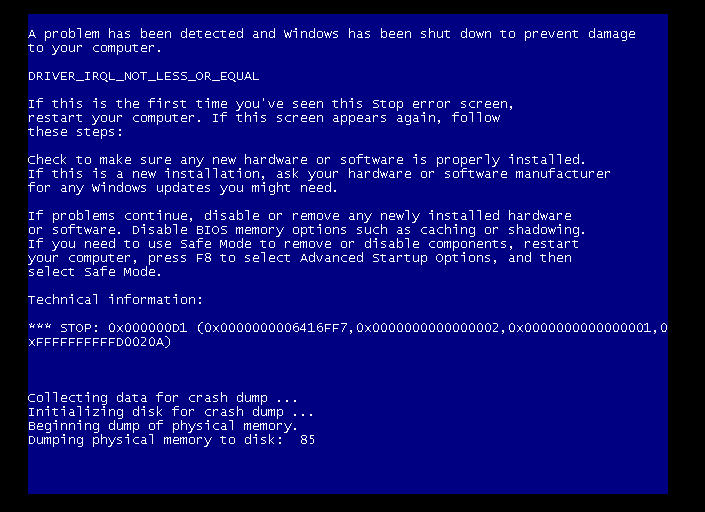 A problem has been detected and Windows has been shut down to prevent damage
to your computer.
DRIVER_IRQL_NOT_LESS_OR_EQUAL
If this is the first time you've seen this Stop error screen,
restart your computer. If this screen appears again, follow
these steps:
Check to make sure any new hardware or software is properly installed.
If this is a new installation, ask your hardware or software manufacturer
for any Windows updates you might need.
If problems continue, disable or remove any newly installed hardware
or software. Disable BIOS memory options such as caching or shadowing.
If you need to use Safe Mode to remove or disable components, restart
your computer, press F8 to select Advanced Startup Options, and then
select Safe Mode.
Technical information:
*** STOP: 0x000000D1 (0x0000000006416FF7,0x0000000000000002,0x0000000000000001,0
xFFFFFFFFFFD0020A)
Collecting data for crash dump ...
Initializing disk for crash dump ...
Beginning dump of physical memory.
Dumping physical memory to disk:  85